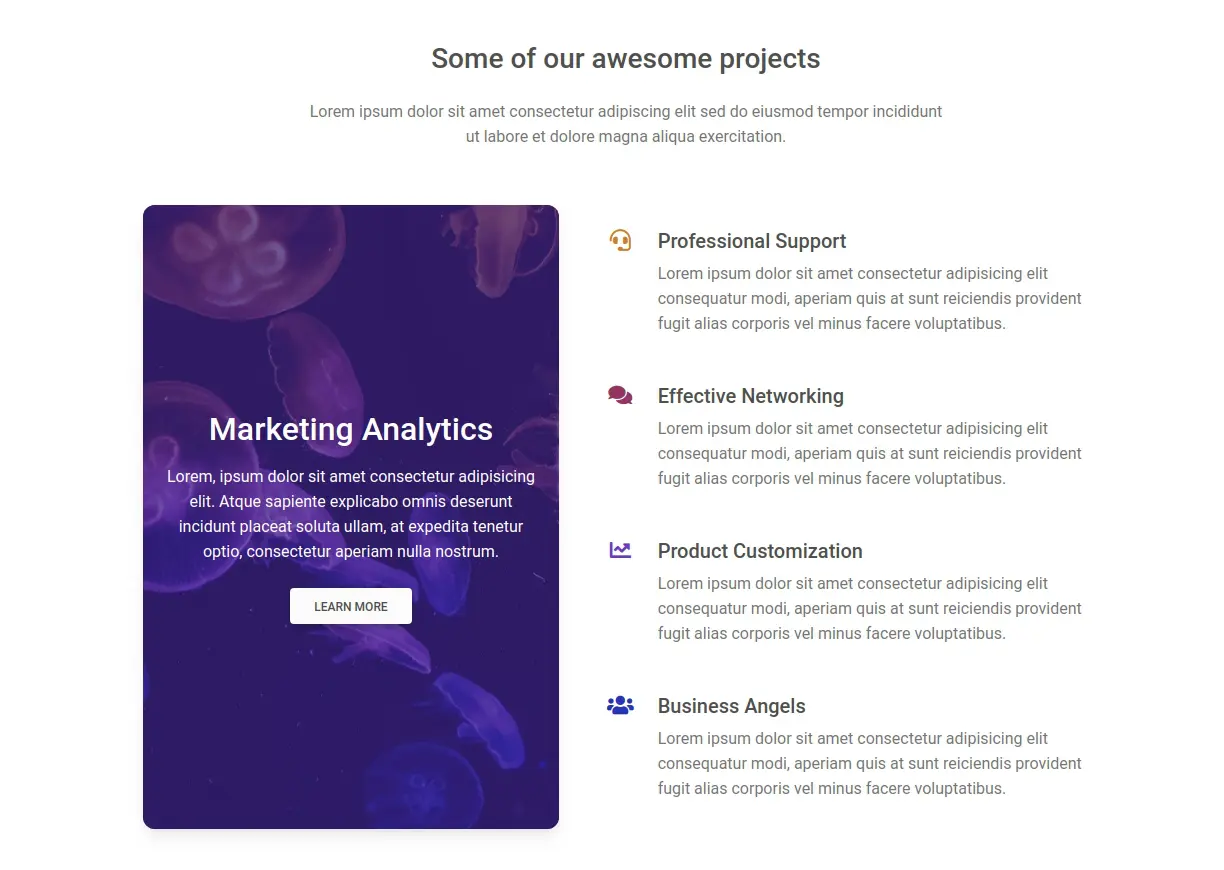 Some of our awesome projects
Lorem ipsum dolor sit amet consectetur adipiscing elit sed do eiusmod tempor incididunt
ut labore et dolore magna aliqua exercitation.
Marketing Analytics
Lorem, ipsum dolor sit amet consectetur adipisicing
elit. Atque sapiente explicabo omnis deserunt
incidunt placeat soluta ullam, at expedita tenetur
optio, consectetur aperiam nulla nostrum.
LEARN MORE
Professional Support
Lorem ipsum dolor sit amet consectetur adipisicing elit
consequatur modi, aperiam quis at sunt reiciendis provident
fugit alias corporis vel minus facere voluptatibus.
Effective Networking
Lorem ipsum dolor sit amet consectetur adipisicing elit
consequatur modi, aperiam quis at sunt reiciendis provident
fugit alias corporis vel minus facere voluptatibus.
Product Customization
Lorem ipsum dolor sit amet consectetur adipisicing elit
consequatur modi, aperiam quis at sunt reiciendis provident
fugit alias corporis vel minus facere voluptatibus.
Business Angels
Lorem ipsum dolor sit amet consectetur adipisicing elit
consequatur modi, aperiam quis at sunt reiciendis provident
fugit alias corporis vel minus facere voluptatibus.